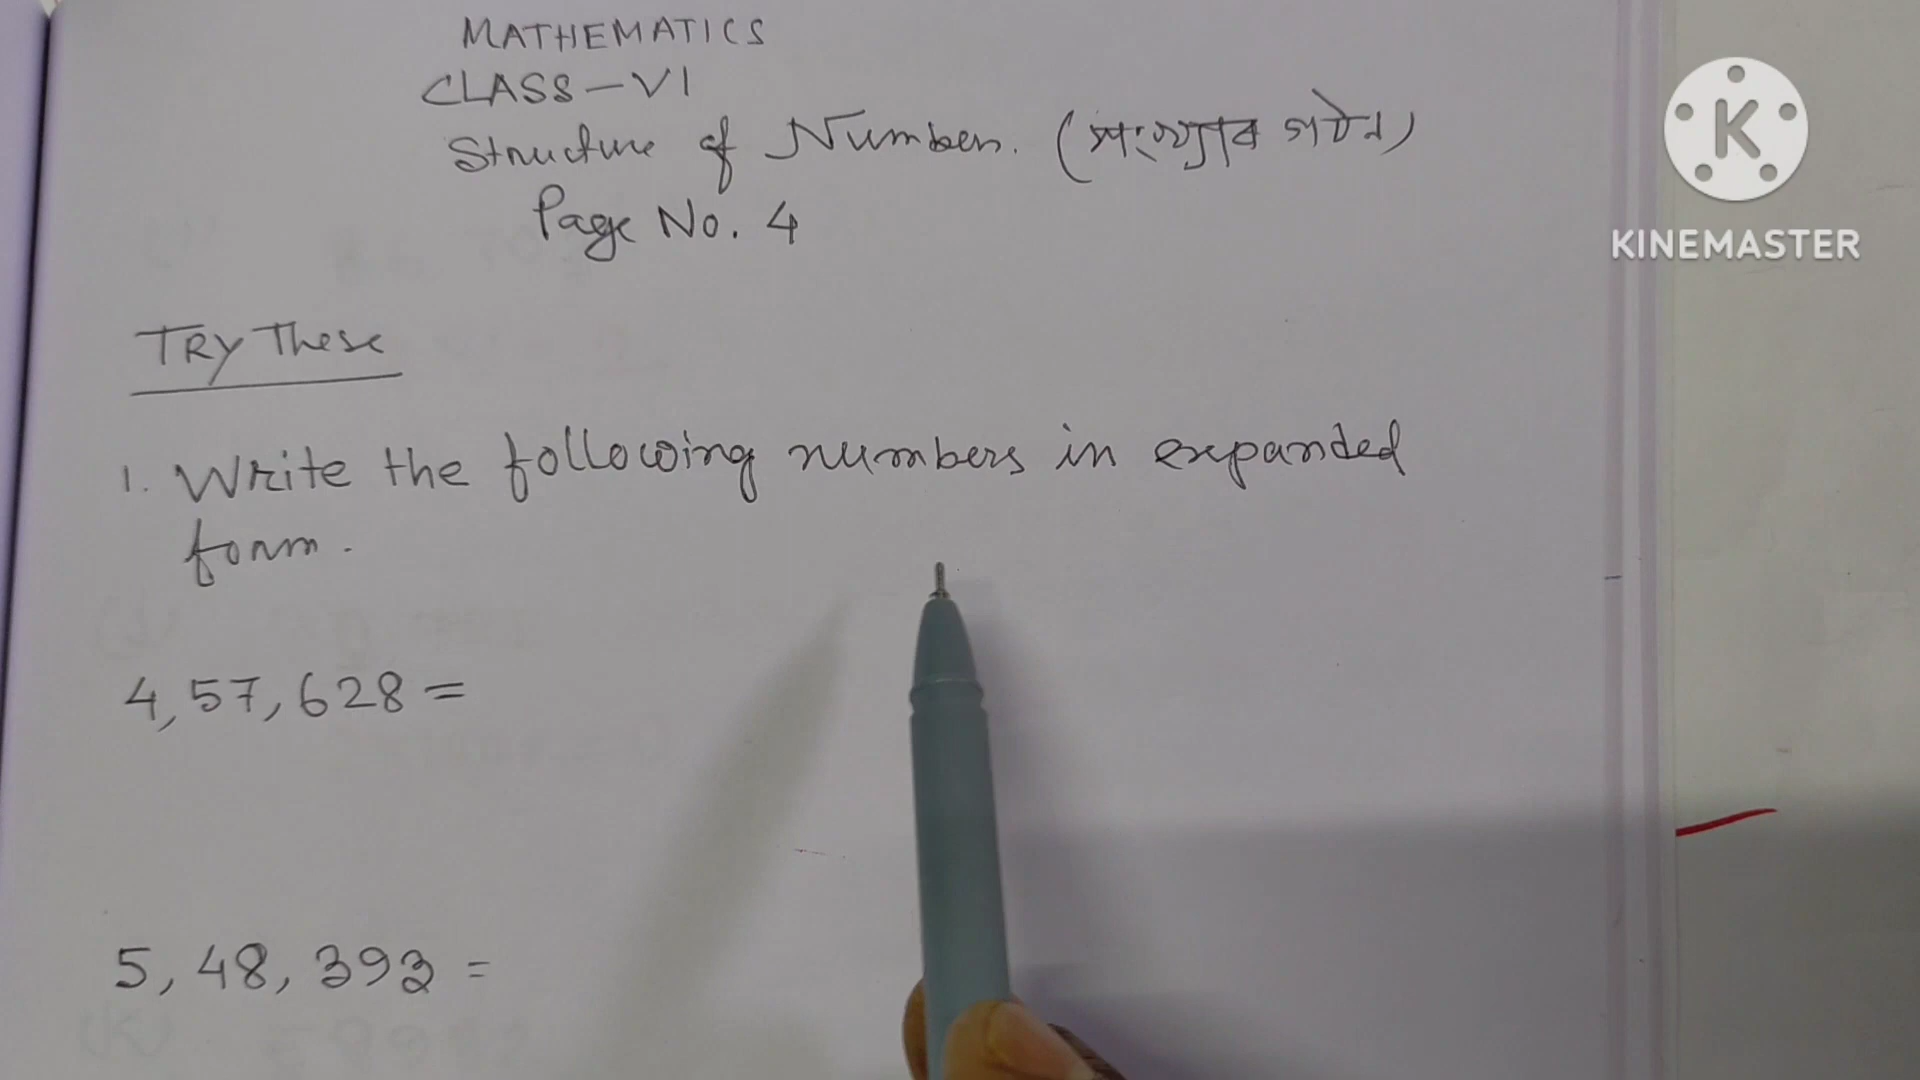 MATHEMATICS
CLASS-VI
Structure of Number. (সংখ্যাৰ গঠন)
Page No. 4
K
KINEMASTER
TRY These
1. Write the following numbers in expanded
form.
4,57,628=
5,48,393=